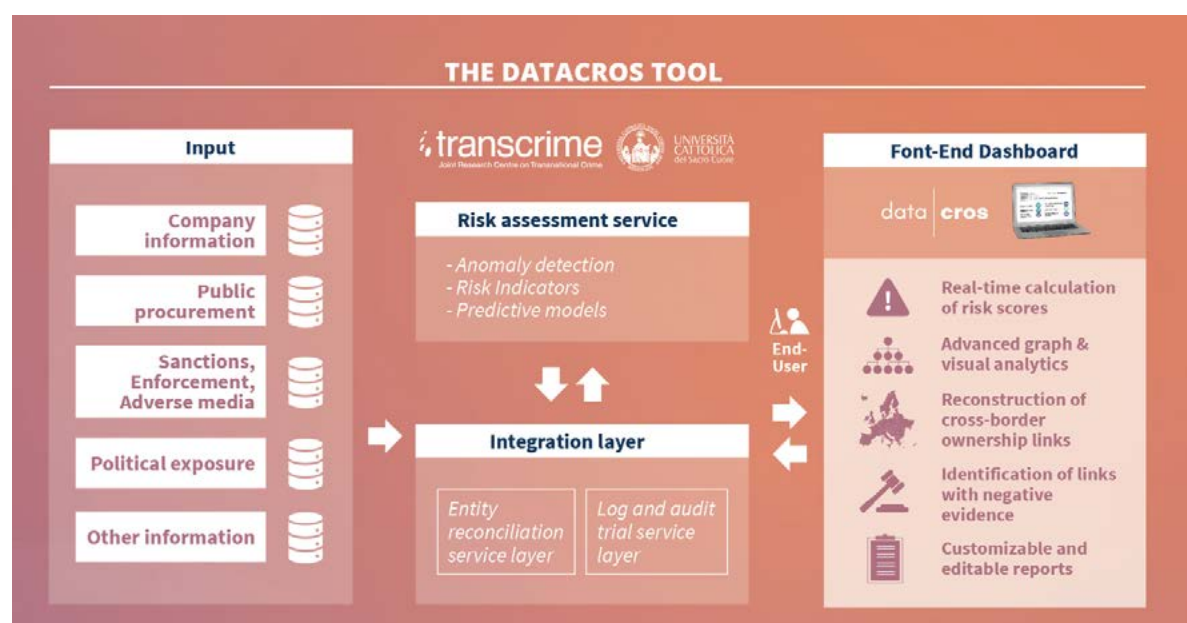 THE DATACROS TOOL
Input
Company
information
Public
procurement
Sanctions,
Enforcement,
Adverse media
Political exposure
Other information
transcrime
Joint Research Centre on Transnational Crime
UNIVERSITÀ
CATTOLICA
del Sacro Cuore
Risk assessment service
- Anomaly detection
- Risk Indicators
- Predictive models
Integration layer
Entity
reconciliation
service layer
Log and audit
trial service
layer
End-
User
Font-End Dashboard
data cros
Real-time calculation
of risk scores
Advanced graph &
visual analytics
Reconstruction of
cross-border
ownership links
Identification of links
with negative
evidence
Customizable and
editable reports